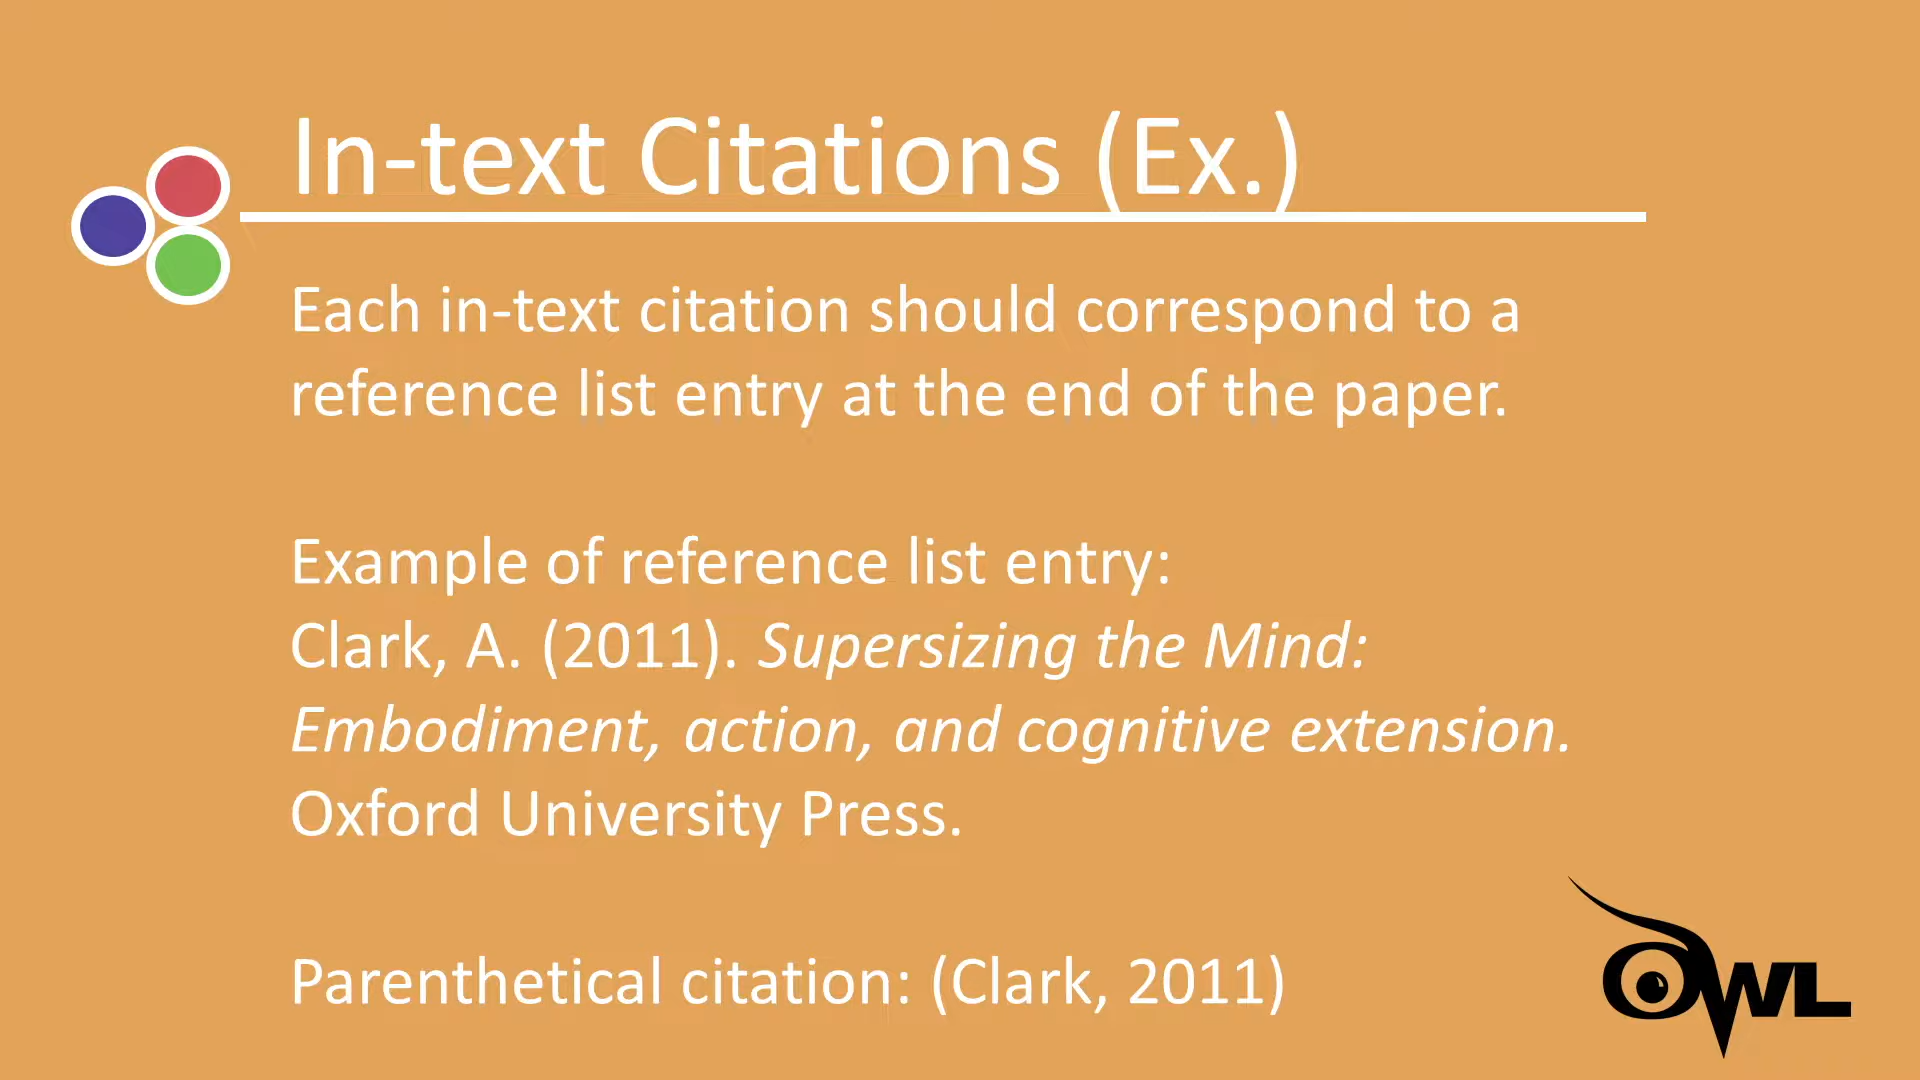 In-text Citations (Ex.)
Each in-text citation should correspond to a
reference list entry at the end of the paper.
Example of reference list entry:
Clark, A. (2011). Supersizing the Mind:
Embodiment, action, and cognitive extension.
Oxford University Press.
Parenthetical citation: (Clark, 2011)
OWL